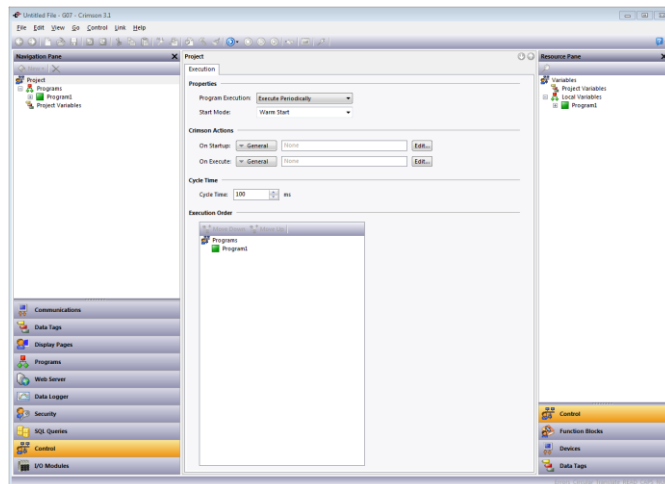 Untitled File - G07 - Crimson 3.1
File Edit View Go Control Link Help
Navigation Pane
Project
Programs
Program1
Project Variables
Communications
Data Tags
Display Pages
Programs
Web Server
Data Logger
Security
SQL Queries
Control
I/O Modules
Project
Execution
Properties
Program Execution: Execute Periodically
Start Mode: Warm Start
Crimson Actions
On Startup: General None Edit...
On Execute: General None Edit...
Cycle Time
Cycle Time: 100 ms
Execution Order
Move Down Move Up
Programs
Program1
Resource Pane
Variables
Project Variables
Local Variables
Program1
Control
Function Blocks
Devices
Data Tags